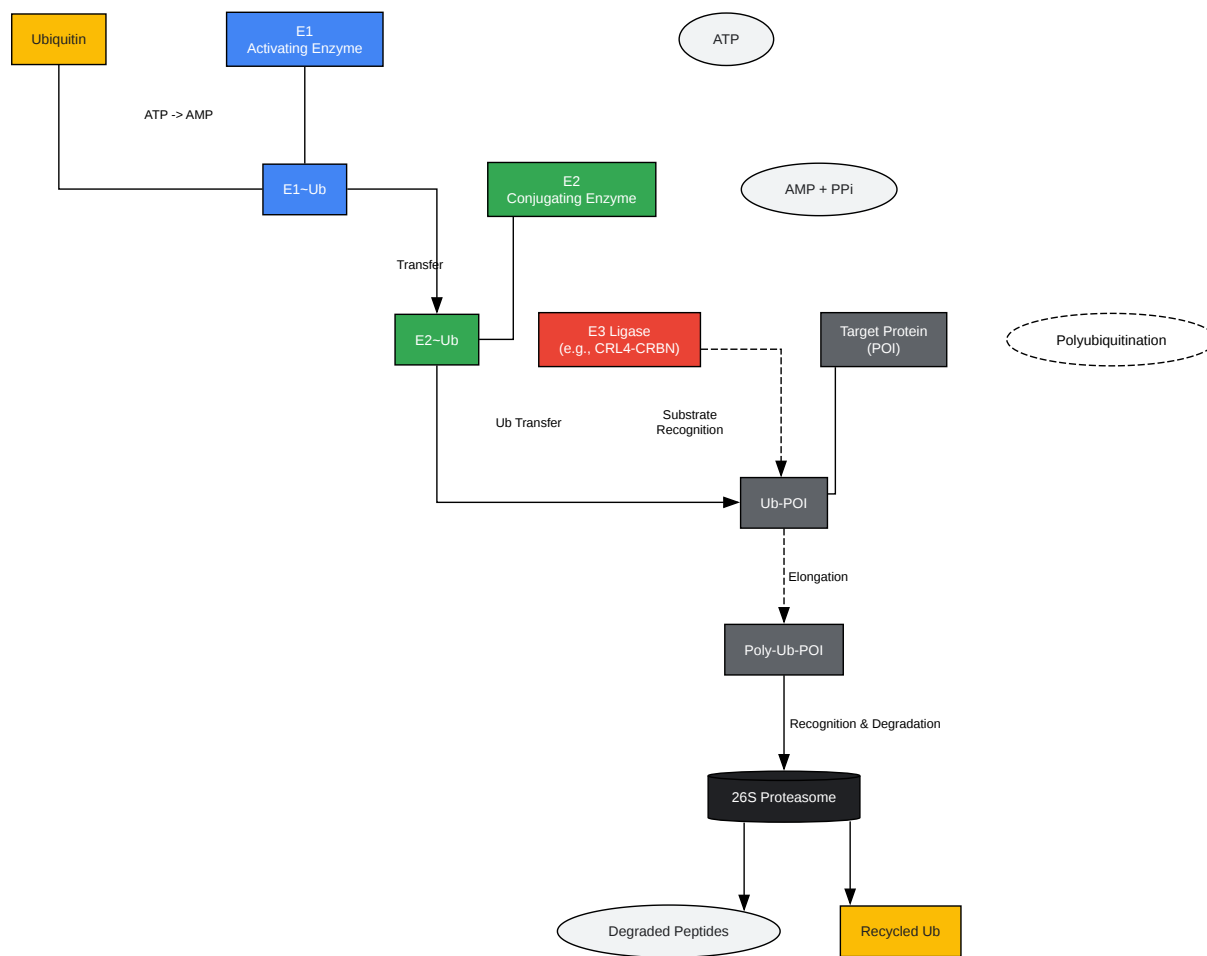 Ubiquitin
E1
Activating Enzyme
ATP
ATP -> AMP
E1~Ub
E2
Conjugating Enzyme
AMP + PPi
Transfer
E2~Ub
E3 Ligase
(e.g., CRL4-CRBN)
Target Protein
(POI)
Polyubiquitination
Ub Transfer
Substrate
Recognition
Ub-POI
Elongation
Poly-Ub-POI
Recognition & Degradation
26S Proteasome
Degraded Peptides
Recycled Ub